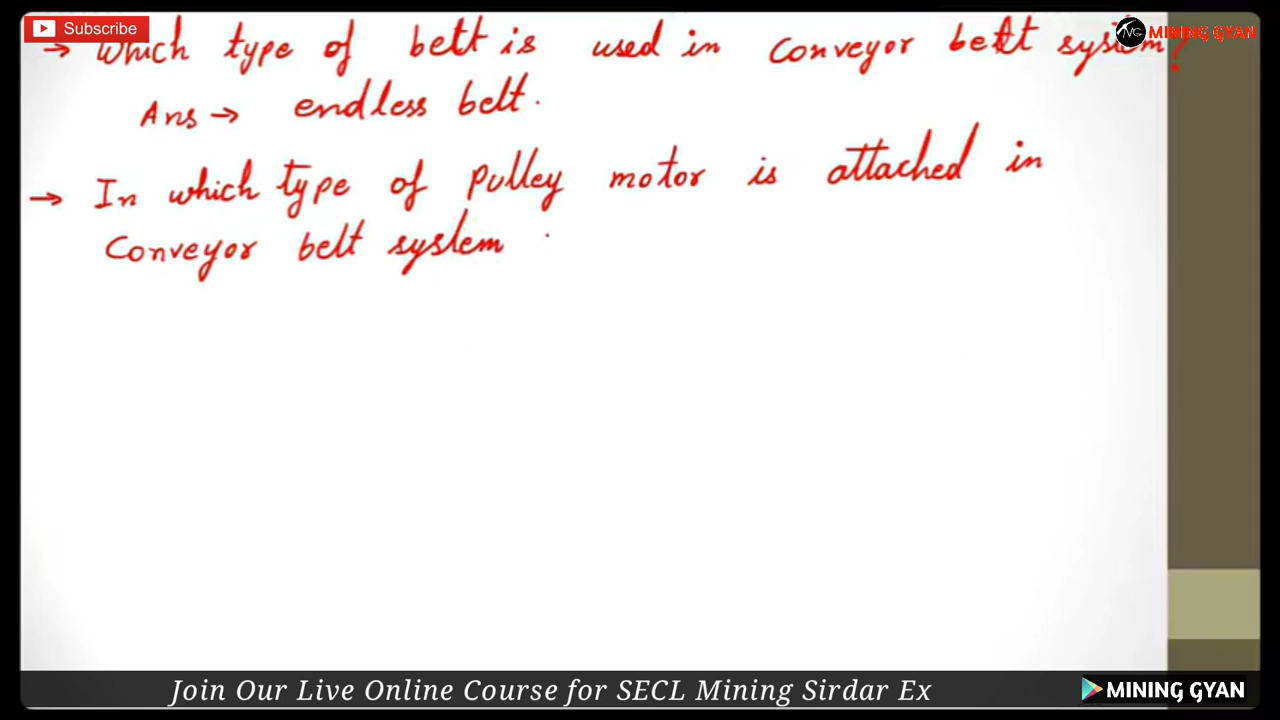 Subscribe
MINING GYAN
→ Which type of belt is used in conveyor belt system?
Ans → endless belt.
→ In which type of pulley motor is attached in
Conveyor belt system
Join Our Live Online Course for SECL Mining Sirdar Ex
MINING GYAN